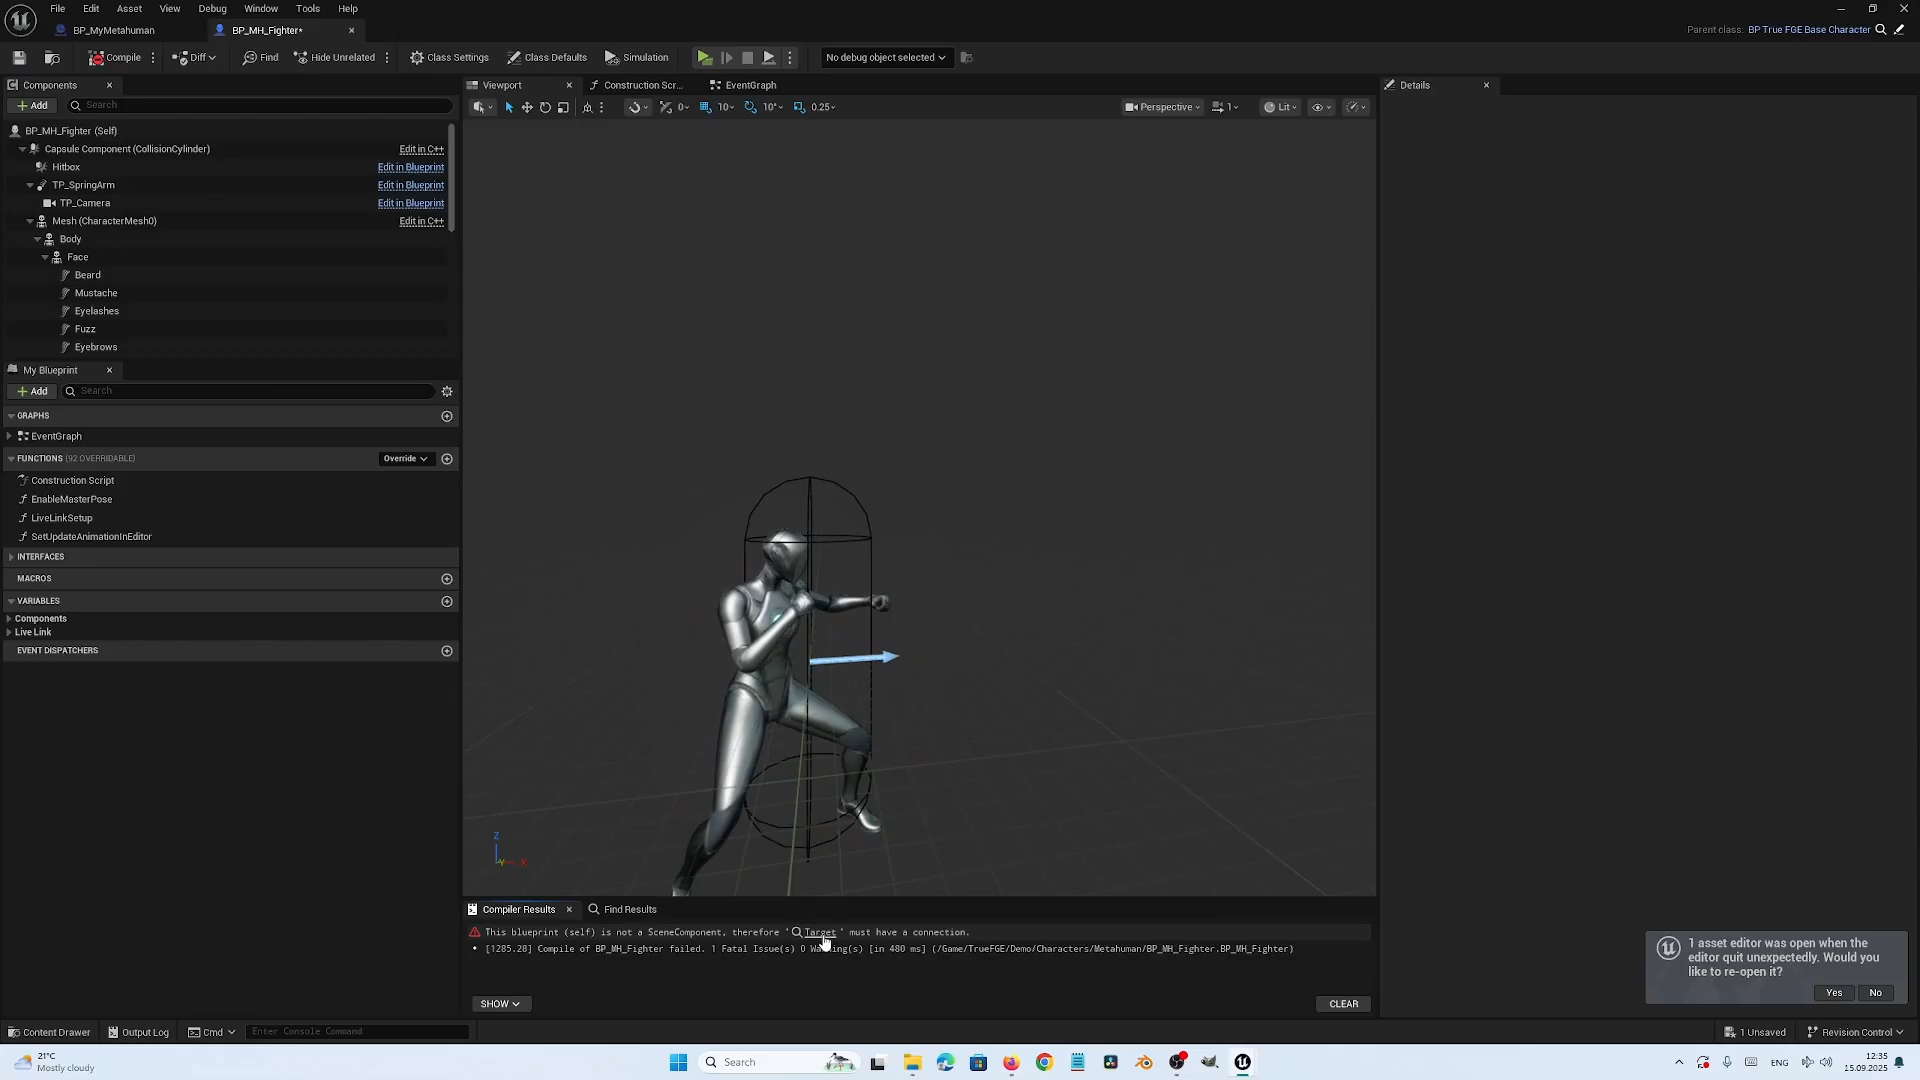 File Edit Asset View Debug Window Tools Help
BP_MyMetahuman
BP_MH_Fighter*
Parent class: BP True FGE Base Character
Compile
Diff
Find
Hide Unrelated
Class Settings
Class Defaults
Simulation
No debug object selected
Components
Add
Search
BP_MH_Fighter (Self)
Capsule Component (CollisionCylinder) Edit in C++
Hitbox Edit in Blueprint
TP_SpringArm Edit in Blueprint
TP_Camera Edit in Blueprint
Mesh (CharacterMesh0) Edit in C++
Body
Face
Beard
Mustache
Eyelashes
Fuzz
Eyebrows
My Blueprint
Add
Search
GRAPHS
EventGraph
FUNCTIONS (92 OVERRIDABLE) Override
Construction Script
EnableMasterPose
LiveLinkSetup
SetUpdateAnimationInEditor
INTERFACES
MACROS
VARIABLES
Components
Live Link
EVENT DISPATCHERS
Viewport
Construction Scr...
EventGraph
0
10
10°
0.25
Perspective
1
Lit
Z
Y
X
Details
Compiler Results
Find Results
This blueprint (self) is not a SceneComponent, therefore ' Target ' must have a connection.
[1285.28] Compile of BP_MH_Fighter failed. 1 Fatal Issue(s) 0 Warning(s) [in 480 ms] (/Game/TrueFGE/Demo/Characters/Metahuman/BP_MH_Fighter.BP_MH_Fighter)
SHOW
CLEAR
1 asset editor was open when the
editor quit unexpectedly. Would you
like to re-open it?
Yes
No
Content Drawer
Output Log
Cmd
Enter Console Command
1 Unsaved
Revision Control
21°C
Mostly cloudy
Search
ENG
12:35
15.09.2025